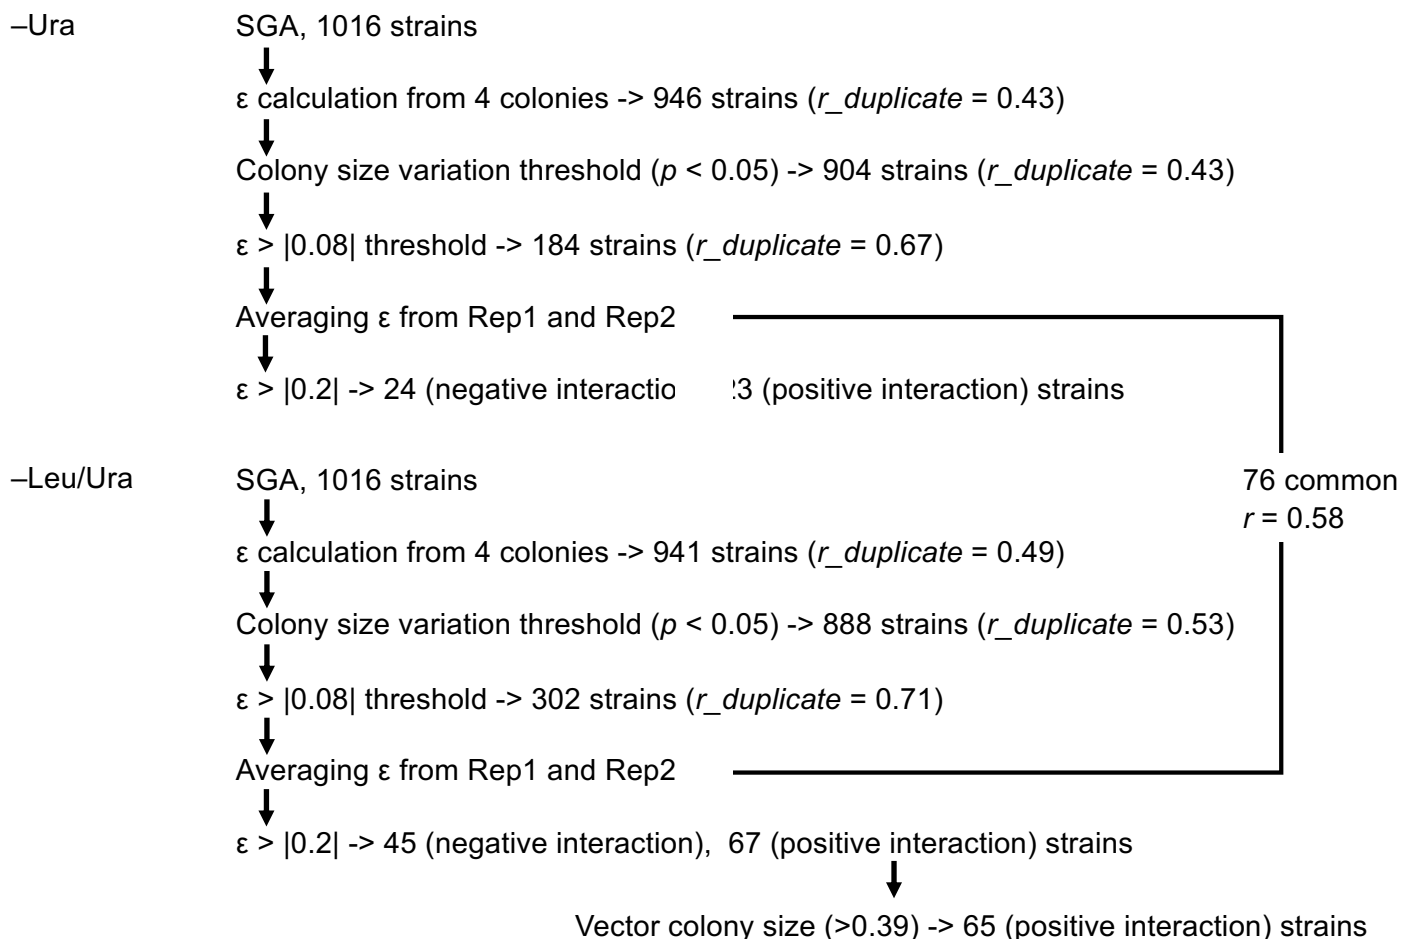 –Ura
SGA, 1016 strains
ε calculation from 4 colonies -> 946 strains (r_duplicate = 0.43)
Colony size variation threshold (p < 0.05) -> 904 strains (r_duplicate = 0.43)
ε > |0.08| threshold -> 184 strains (r_duplicate = 0.67)
Averaging ε from Rep1 and Rep2
ε > |0.2| -> 24 (negative (positive interaction) strains
–Leu/Ura
SGA, 1016 strains
76 common
r = 0.58
ε calculation from 4 colonies -> 941 strains (r_duplicate = 0.49)
Colony size variation threshold (p < 0.05) -> 888 strains (r_duplicate = 0.53)
ε > |0.08| threshold -> 302 strains (r_duplicate = 0.71)
Averaging ε from Rep1 and Rep2
ε > |0.2| -> 45 (negative interaction), 67 (positive interaction) strains
Vector colony size (>0.39) -> 65 (positive interaction) strains